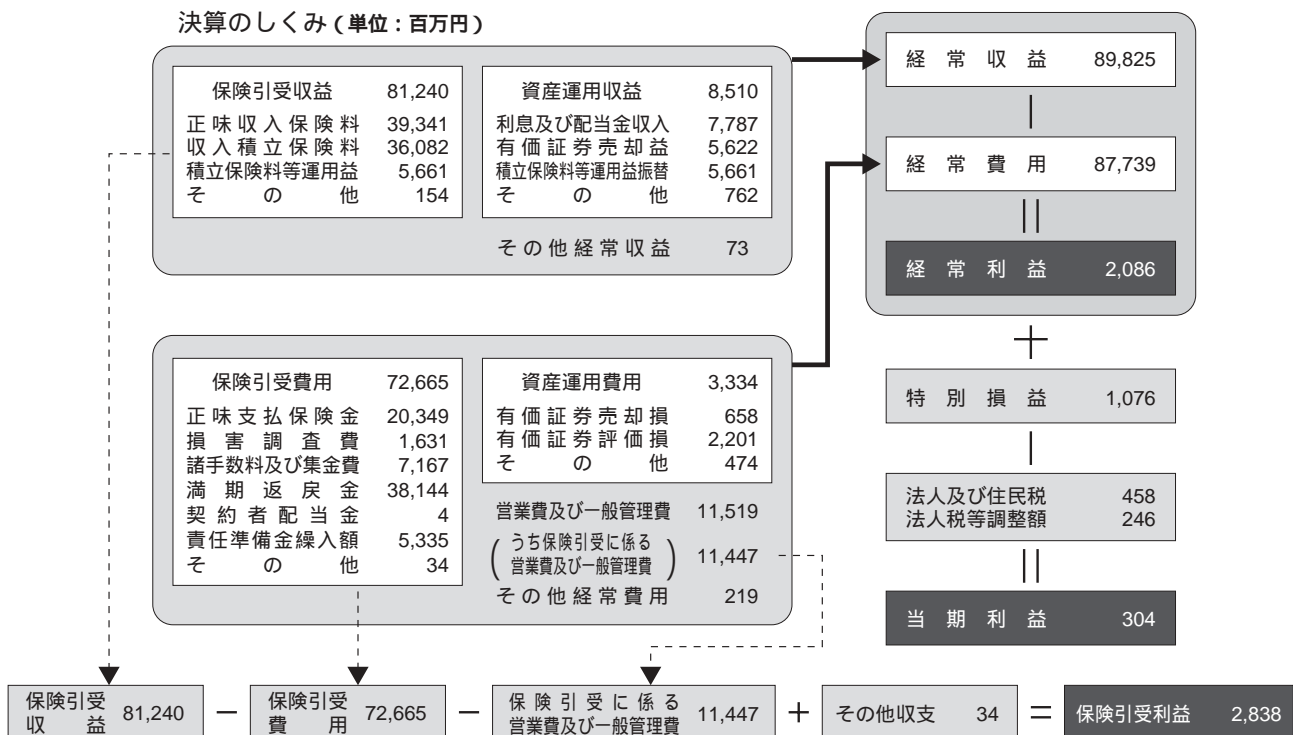 決算のしくみ(単位:百万円)
保険引受収益 81,240
正味収入保険料 39,341
収入積立保険料 36,082
積立保険料等運用益 5,661
その他 154
資産運用収益 8,510
利息及び配当金収入 7,787
有価証券売却益 5,622
積立保険料等運用益振替 5,661
その他 762
その他経常収益 73
経常収益 89,825
経常費用 87,739
経常利益 2,086
保険引受費用 72,665
正味支払保険金 20,349
損害調査費 1,631
諸手数料及び集金費 7,167
満期返戻金 38,144
契約者配当金 4
責任準備金繰入額 5,335
その他 34
資産運用費用 3,334
有価証券売却損 658
有価証券評価損 2,201
その他 474
営業費及び一般管理費 11,519
(うち保険引受に係る
営業費及び一般管理費) 11,447
その他経常費用 219
+
特別損益 1,076
法人及び住民税 458
法人税等調整額 246
当期利益 304
保険引受
収益 81,240
−
保険引受
費用 72,665
−
保険引受に係る
営業費及び一般管理費 11,447
+
その他収支 34
=
保険引受利益 2,838